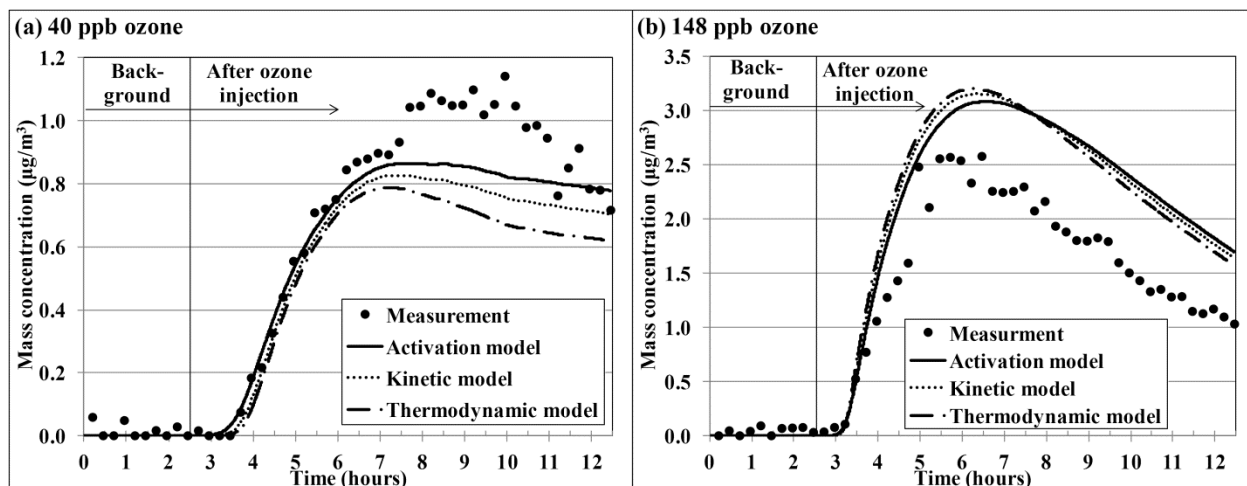 (a) 40 ppb ozone
1.2
1.0
0.8
0.6
0.4
0.2
0.0
Mass concentration (µg/m³)
Back-
ground
After ozone
injection
Measurement
Activation model
Kinetic model
Thermodynamic model
0 1 2 3 4 5 6 7 8 9 10 11 12
Time (hours)
(b) 148 ppb ozone
3.5
3.0
2.5
2.0
1.5
1.0
0.5
0.0
Mass concentration (µg/m³)
Back-
ground
After ozone
injection
Measurment
Activation model
Kinetic model
Thermodynamic model
0 1 2 3 4 5 6 7 8 9 10 11 12
Time (hours)